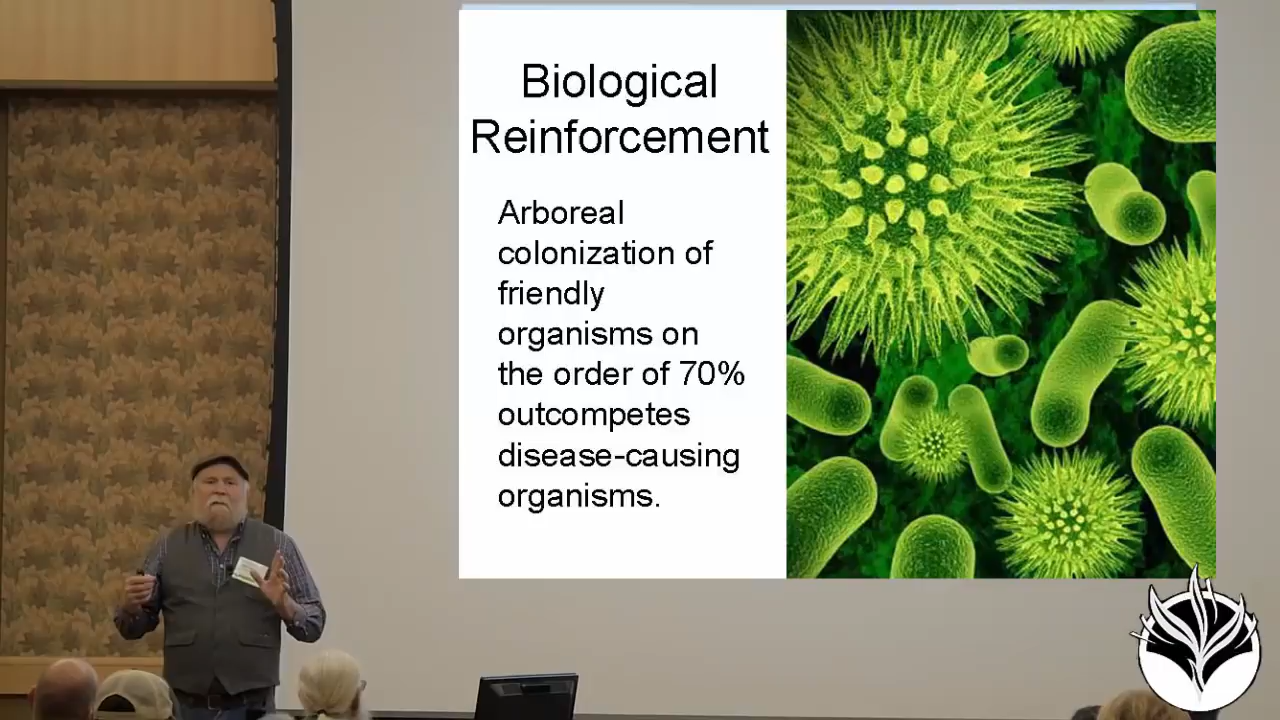 Biological
Reinforcement
Arboreal
colonization of
friendly
organisms on
the order of 70%
outcompetes
disease-causing
organisms.